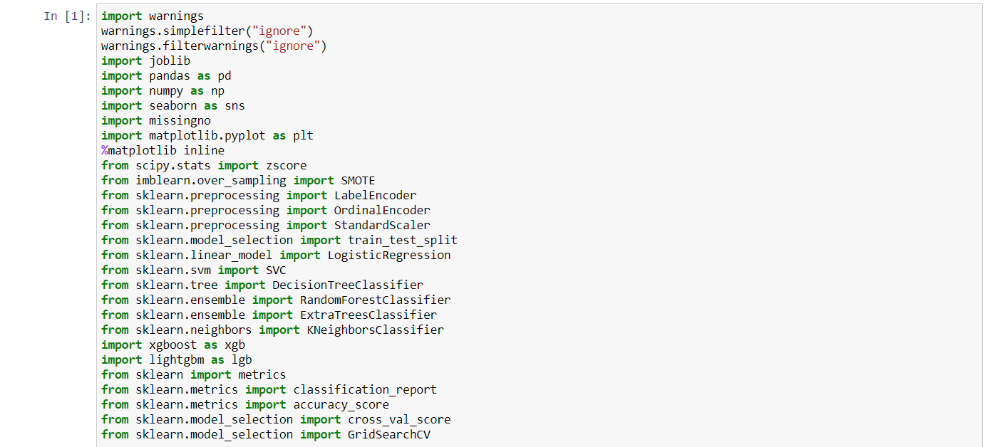 In [1]: import warnings
warnings.simplefilter("ignore")
warnings.filterwarnings("ignore")
import joblib
import pandas as pd
import numpy as np
import seaborn as sns
import missingno
import matplotlib.pyplot as plt
%matplotlib inline
from scipy.stats import zscore
from imblearn.over_sampling import SMOTE
from sklearn.preprocessing import LabelEncoder
from sklearn.preprocessing import OrdinalEncoder
from sklearn.preprocessing import StandardScaler
from sklearn.model_selection import train_test_split
from sklearn.linear_model import LogisticRegression
from sklearn.svm import SVC
from sklearn.tree import DecisionTreeClassifier
from sklearn.ensemble import RandomForestClassifier
from sklearn.ensemble import ExtraTreesClassifier
from sklearn.neighbors import KNeighborsClassifier
import xgboost as xgb
import lightgbm as lgb
from sklearn import metrics
from sklearn.metrics import classification_report
from sklearn.metrics import accuracy_score
from sklearn.model_selection import cross_val_score
from sklearn.model_selection import GridSearchCV